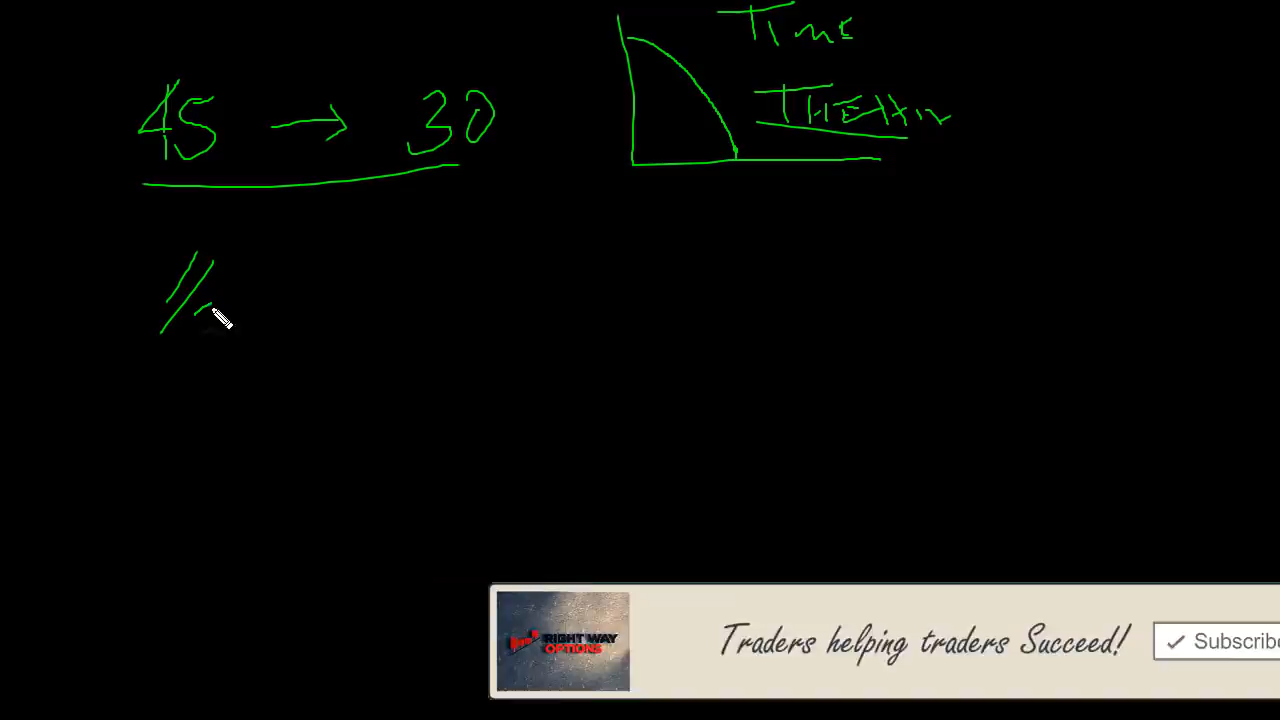 Time
45 → 30
THETA
RIGHT WAY
OPTIONS
Traders helping traders Succeed!
✓ Subscribe